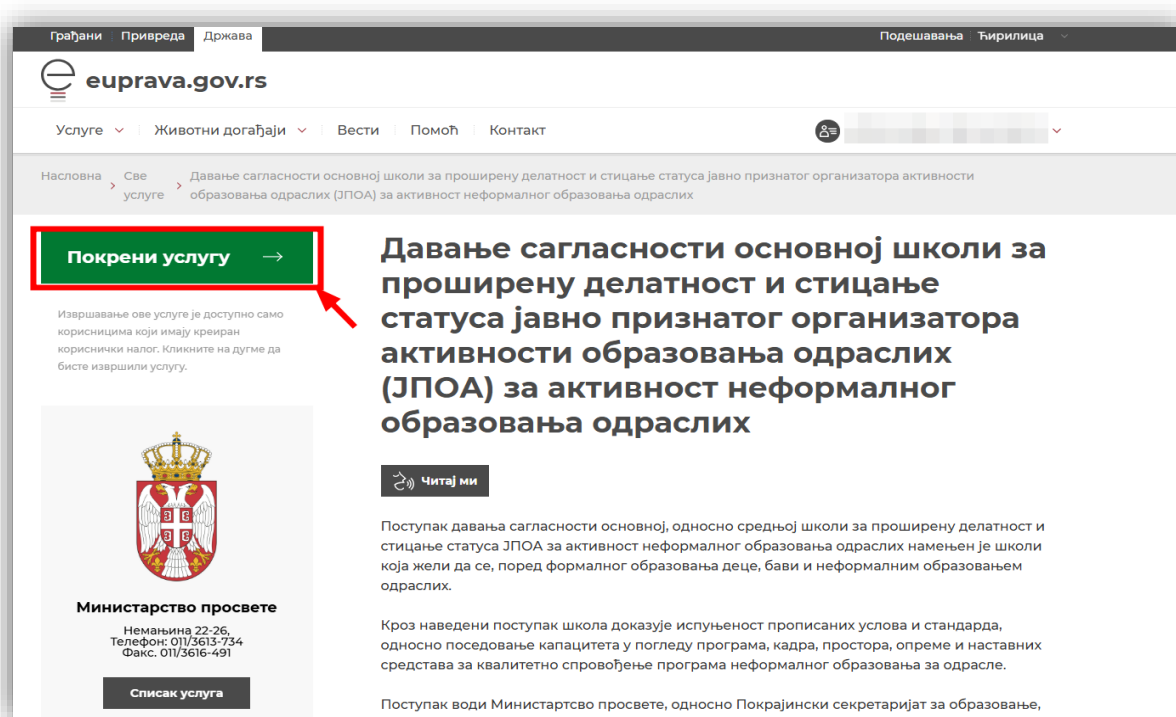 Грађани Привреда Држава Подешавања Ћирилица
euprava.gov.rs
Услуге Животни догађаји Вести Помоћ Контакт
Насловна Све услуге Давање сагласности основној школи за проширену делатност и стицање статуса јавно признатог организатора активности
образовања одраслих (ЈПОА) за активност неформалног образовања одраслих
Покрени услугу
Извршавање ове услуге је доступно само
корисницима који имају креиран
кориснички налог. Кликните на дугме да
бисте извршили услугу.
Министарство просвете
Немањина 22-26,
Телефон: 011/3613-734
Факс. 011/3616-491
Списак услуга
Давање сагласности основној школи за
проширену делатност и стицање
статуса јавно признатог организатора
активности образовања одраслих
(ЈПОА) за активност неформалног
образовања одраслих
Читај ми
Поступак давања сагласности основној, односно средњој школи за проширену делатност и
стицање статуса ЈПОА за активност неформалног образовања одраслих намењен је школи
која жели да се, поред формалног образовања деце, бави и неформалним образовањем
одраслих.
Кроз наведени поступак школа доказује испуњеност прописаних услова и стандарда,
односно поседовање капацитета у погледу програма, кадра, простора, опреме и наставних
средстава за квалитетно спровођење програма неформалног образовања за одрасле.
Поступак води Министартсво просвете, односно Покрајински секретаријат за образовање,